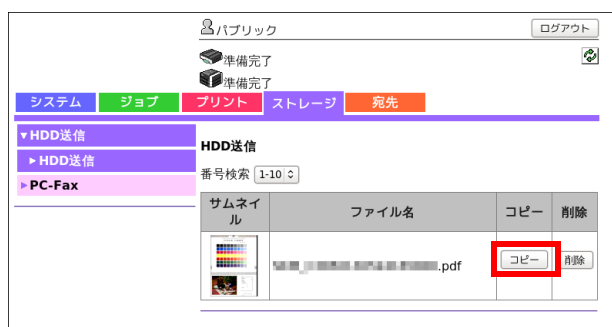 パブリック
ログアウト
準備完了
準備完了
システム ジョブ プリント ストレージ 宛先
▼HDD送信
▶HDD送信
▶PC-Fax
HDD送信
番号検索 1-10
サムネイル ファイル名 コピー 削除
.pdf コピー 削除